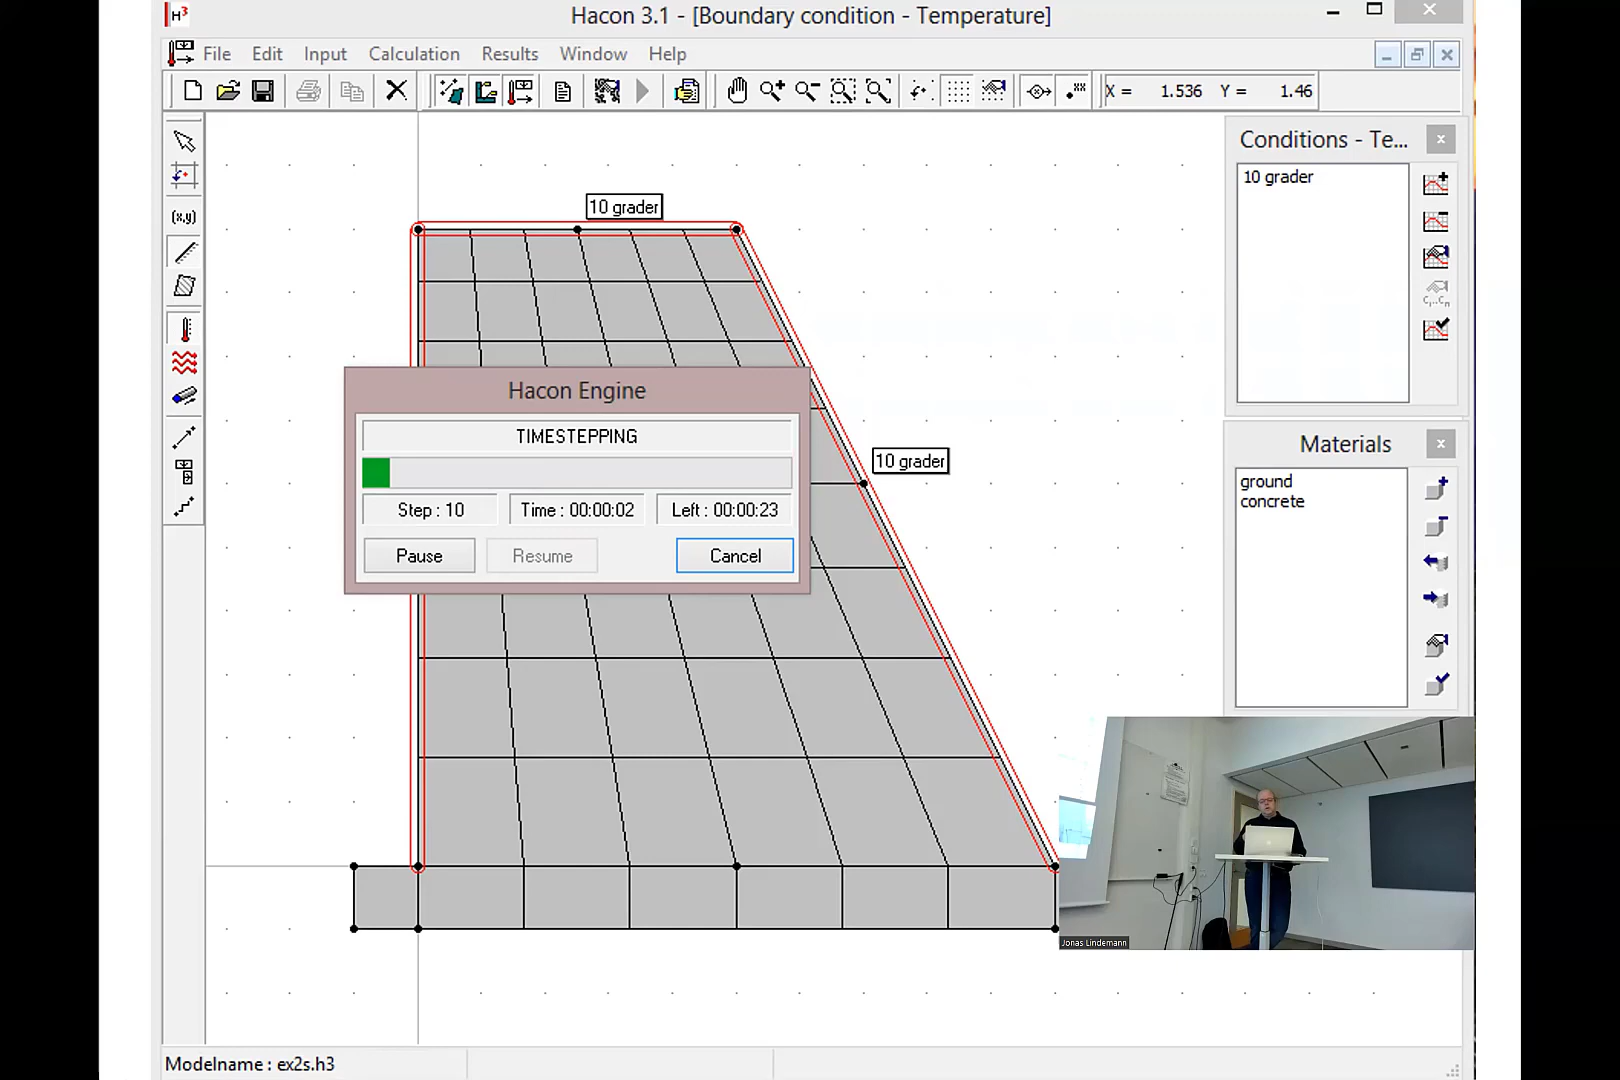 H³
Hacon 3.1 - [Boundary condition - Temperature]
File Edit Input Calculation Results Window Help
X = 1.536 Y = 1.46
(x,y)
Conditions - Te...
10 grader
10 grader
10 grader
Hacon Engine
TIMESTEPPING
Step : 10 Time : 00:00:02 Left : 00:00:23
Pause Resume Cancel
Materials
ground
concrete
Jonas Lindemann
Modelname : ex2s.h3